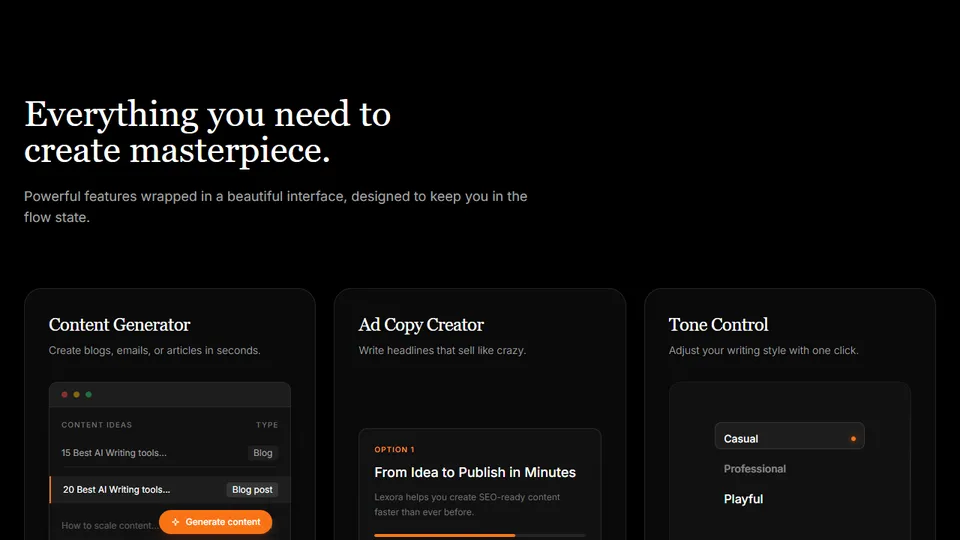 Everything you need to
create masterpiece.
Powerful features wrapped in a beautiful interface, designed to keep you in the
flow state.
Content Generator
Create blogs, emails, or articles in seconds.
CONTENT IDEAS TYPE
15 Best AI Writing tools... Blog
20 Best AI Writing tools... Blog post
How to scale content...
Generate content
Ad Copy Creator
Write headlines that sell like crazy.
OPTION 1
From Idea to Publish in Minutes
Lexora helps you create SEO-ready content
faster than ever before.
Tone Control
Adjust your writing style with one click.
Casual
Professional
Playful